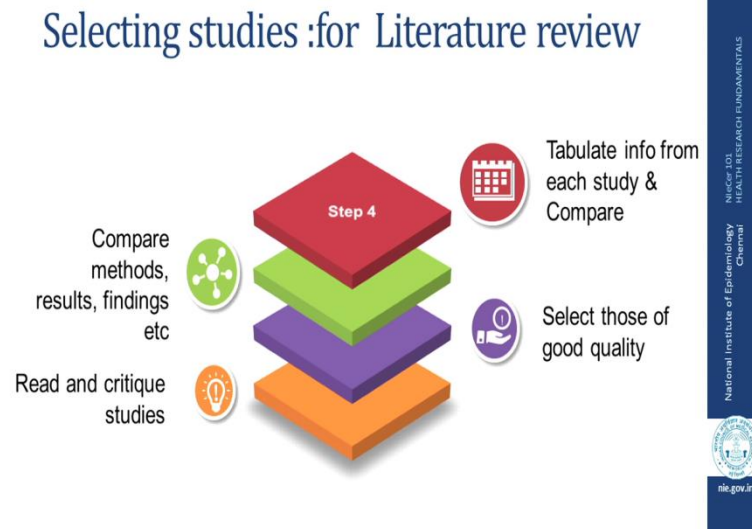 Selecting studies :for Literature review
Tabulate info from
each study &
Compare
Step 4
Compare
methods,
results, findings
etc
Select those of
good quality
Read and critique
studies
NIeCer 101
HEALTH RESEARCH FUNDAMENTALS
National Institute of Epidemiology
Chennai
nie.gov.in